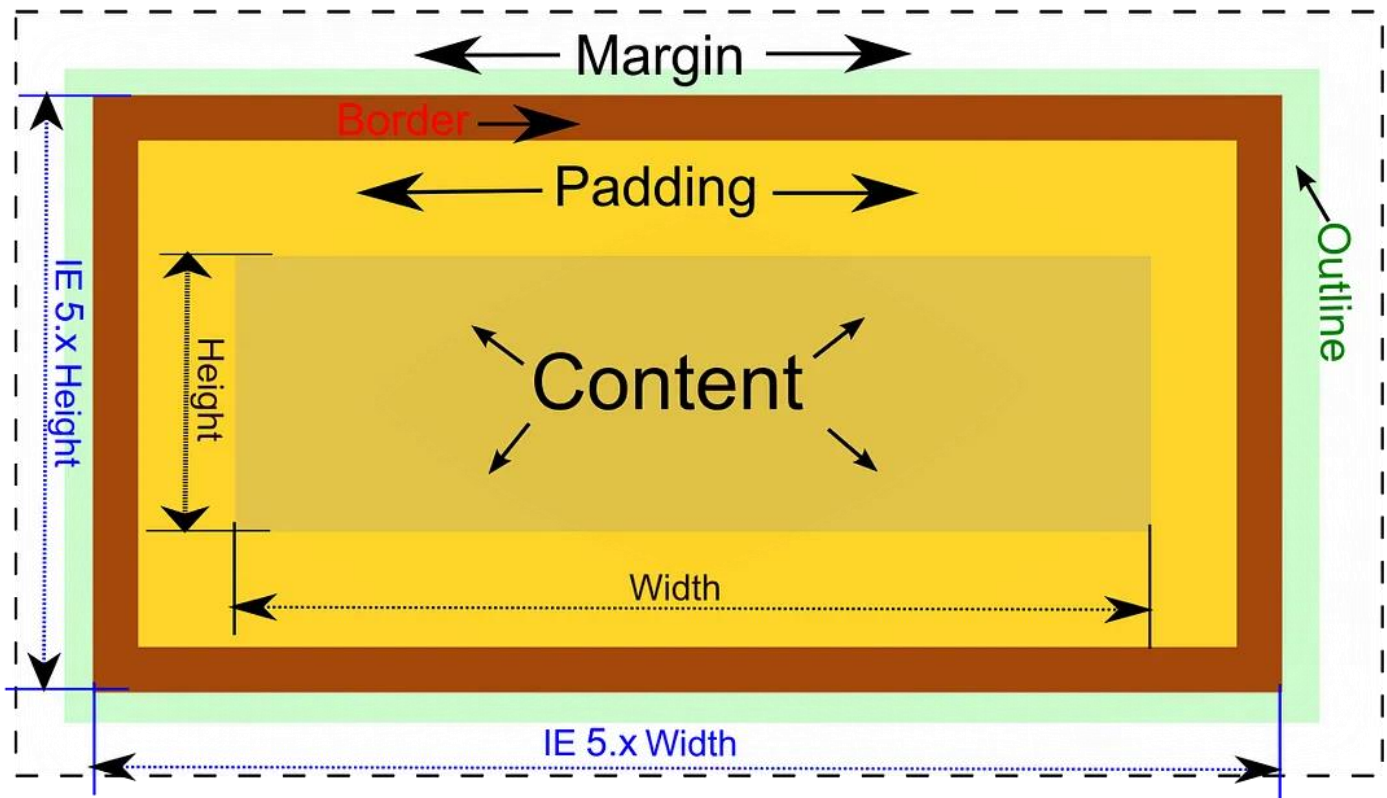 Margin
Border
Padding
Outline
IE 5.x Height
Height
Content
Width
IE 5.x Width